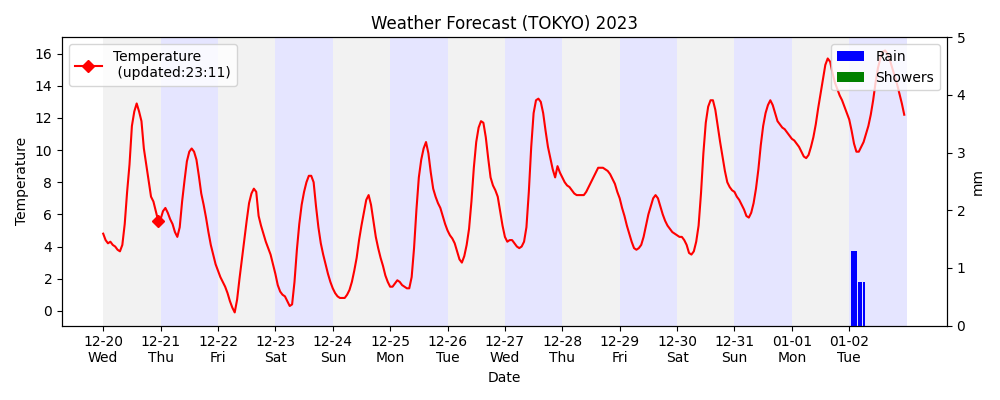 Weather Forecast (TOKYO) 2023
Temperature
(updated:23:11)
Rain
Showers
Temperature
16
14
12
10
8
6
4
2
0
5
4
3
2
1
0
mm
12-20 12-21 12-22 12-23 12-24 12-25 12-26 12-27 12-28 12-29 12-30 12-31 01-01 01-02
Wed Thu Fri Sat Sun Mon Tue Wed Thu Fri Sat Sun Mon Tue
Date